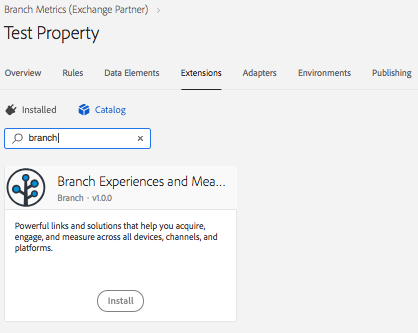 Branch Metrics (Exchange Partner) >
Test Property
Overview Rules Data Elements Extensions Adapters Environments Publishing
Installed Catalog
branch ×
Branch Experiences and Mea...
Branch · v1.0.0
Powerful links and solutions that help you acquire,
engage, and measure across all devices, channels, and
platforms.
Install